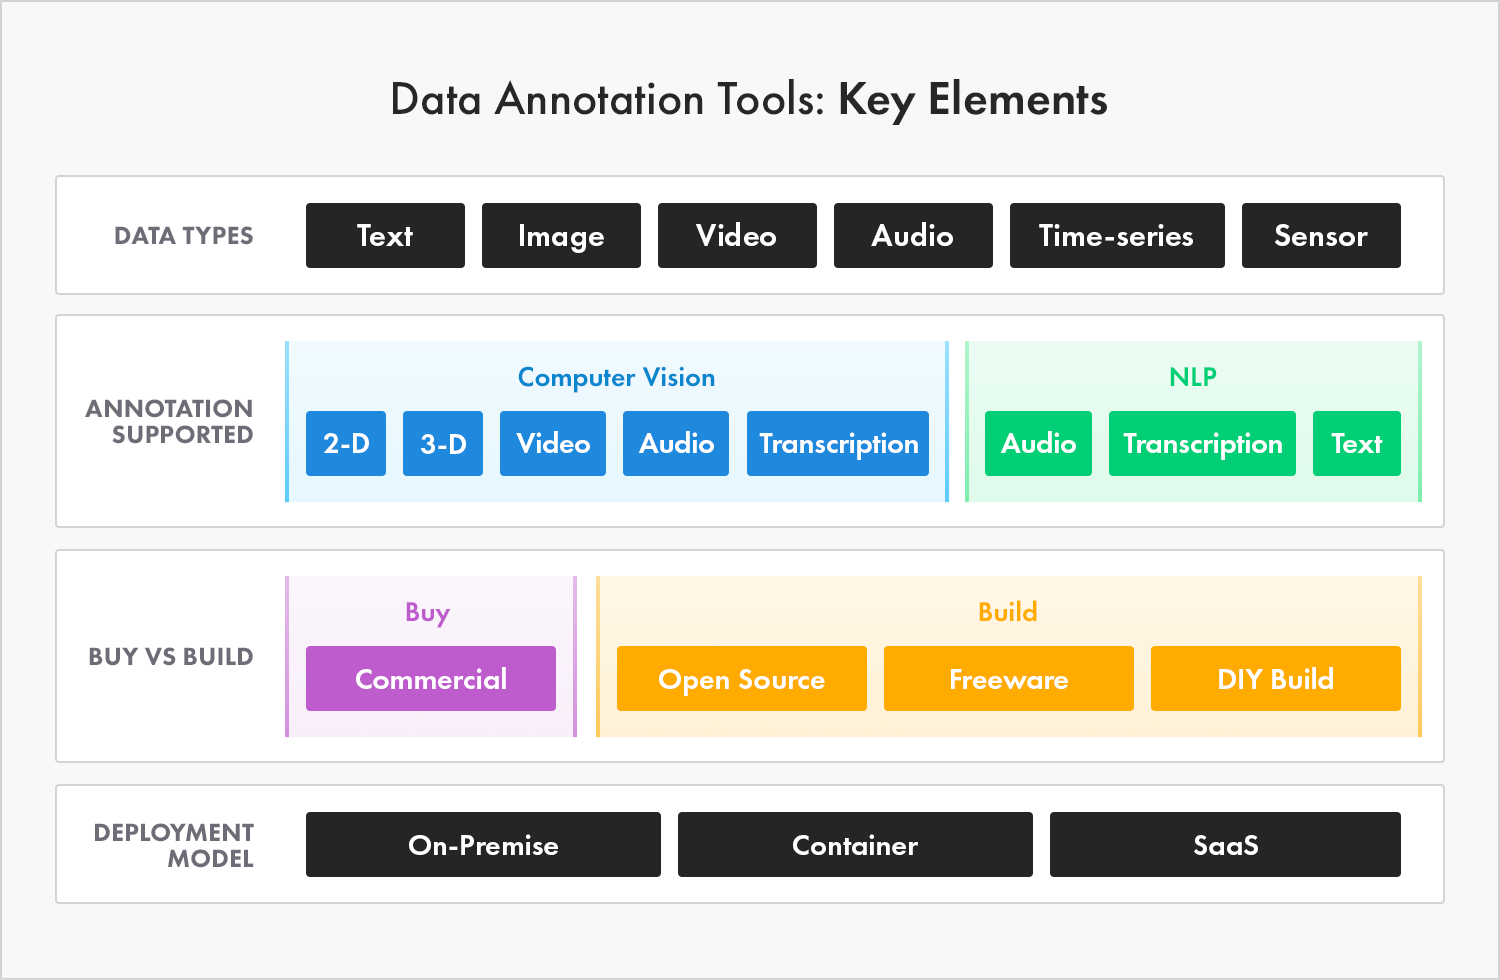 Data Annotation Tools: Key Elements
DATA TYPES
Text
Image
Video
Audio
Time-series
Sensor
ANNOTATION
SUPPORTED
Computer Vision
2-D
3-D
Video
Audio
Transcription
NLP
Audio
Transcription
Text
BUY VS BUILD
Buy
Commercial
Build
Open Source
Freeware
DIY Build
DEPLOYMENT
MODEL
On-Premise
Container
SaaS